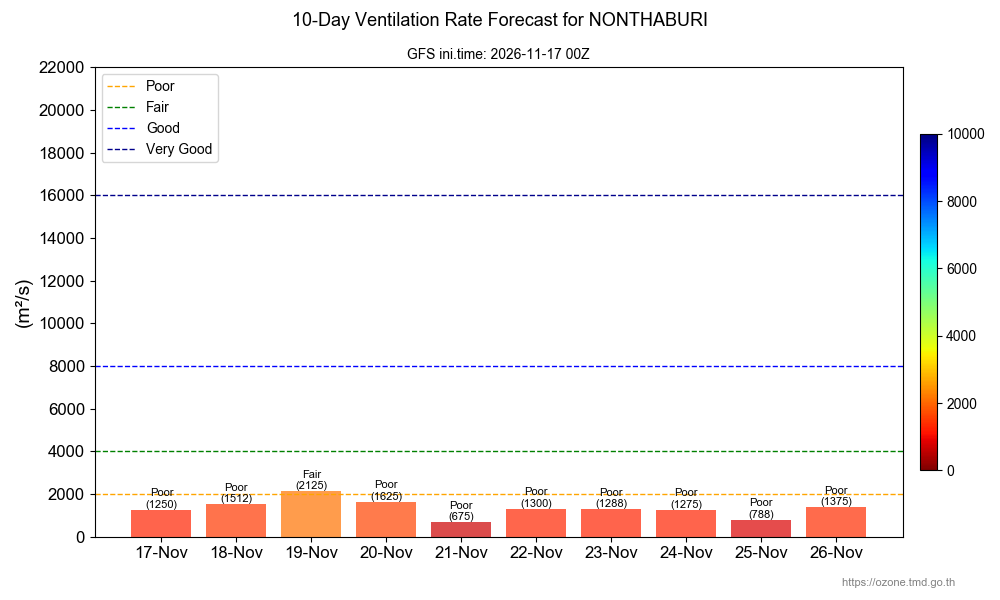 10-Day Ventilation Rate Forecast for NONTHABURI
GFS ini.time: 2026-11-17 00Z
22000
20000
18000
16000
14000
12000
10000
8000
6000
4000
2000
0
(m²/s)
Poor
Fair
Good
Very Good
Poor
(1250)
Poor
(1512)
Fair
(2125)
Poor
(1625)
Poor
(675)
Poor
(1300)
Poor
(1288)
Poor
(1275)
Poor
(788)
Poor
(1375)
17-Nov
18-Nov
19-Nov
20-Nov
21-Nov
22-Nov
23-Nov
24-Nov
25-Nov
26-Nov
10000
8000
6000
4000
2000
0
https://ozone.tmd.go.th